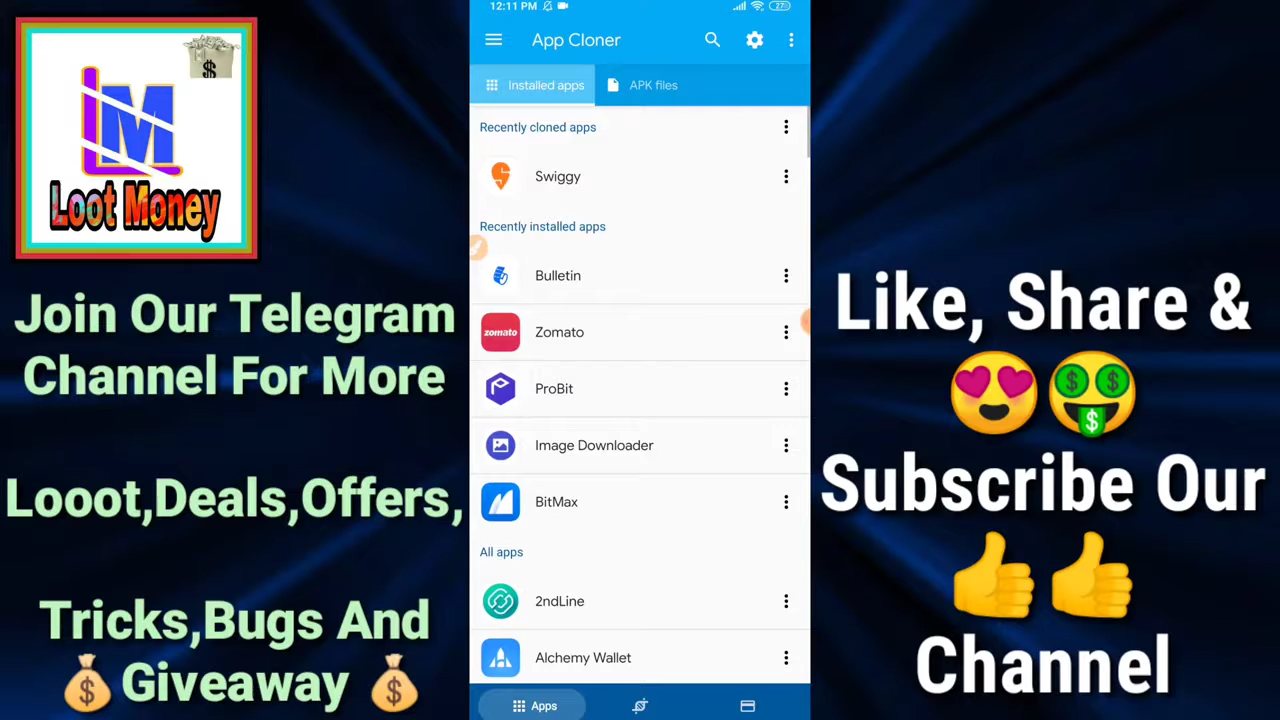 LM
Loot Money
Join Our Telegram
Channel For More
Looot,Deals,Offers,
Tricks,Bugs And
Giveaway
12:11 PM
27
App Cloner
Installed apps
APK files
Recently cloned apps
Swiggy
Recently installed apps
Bulletin
zomato
Zomato
ProBit
Image Downloader
BitMax
All apps
2ndLine
Alchemy Wallet
Apps
Like, Share &
Subscribe Our
Channel